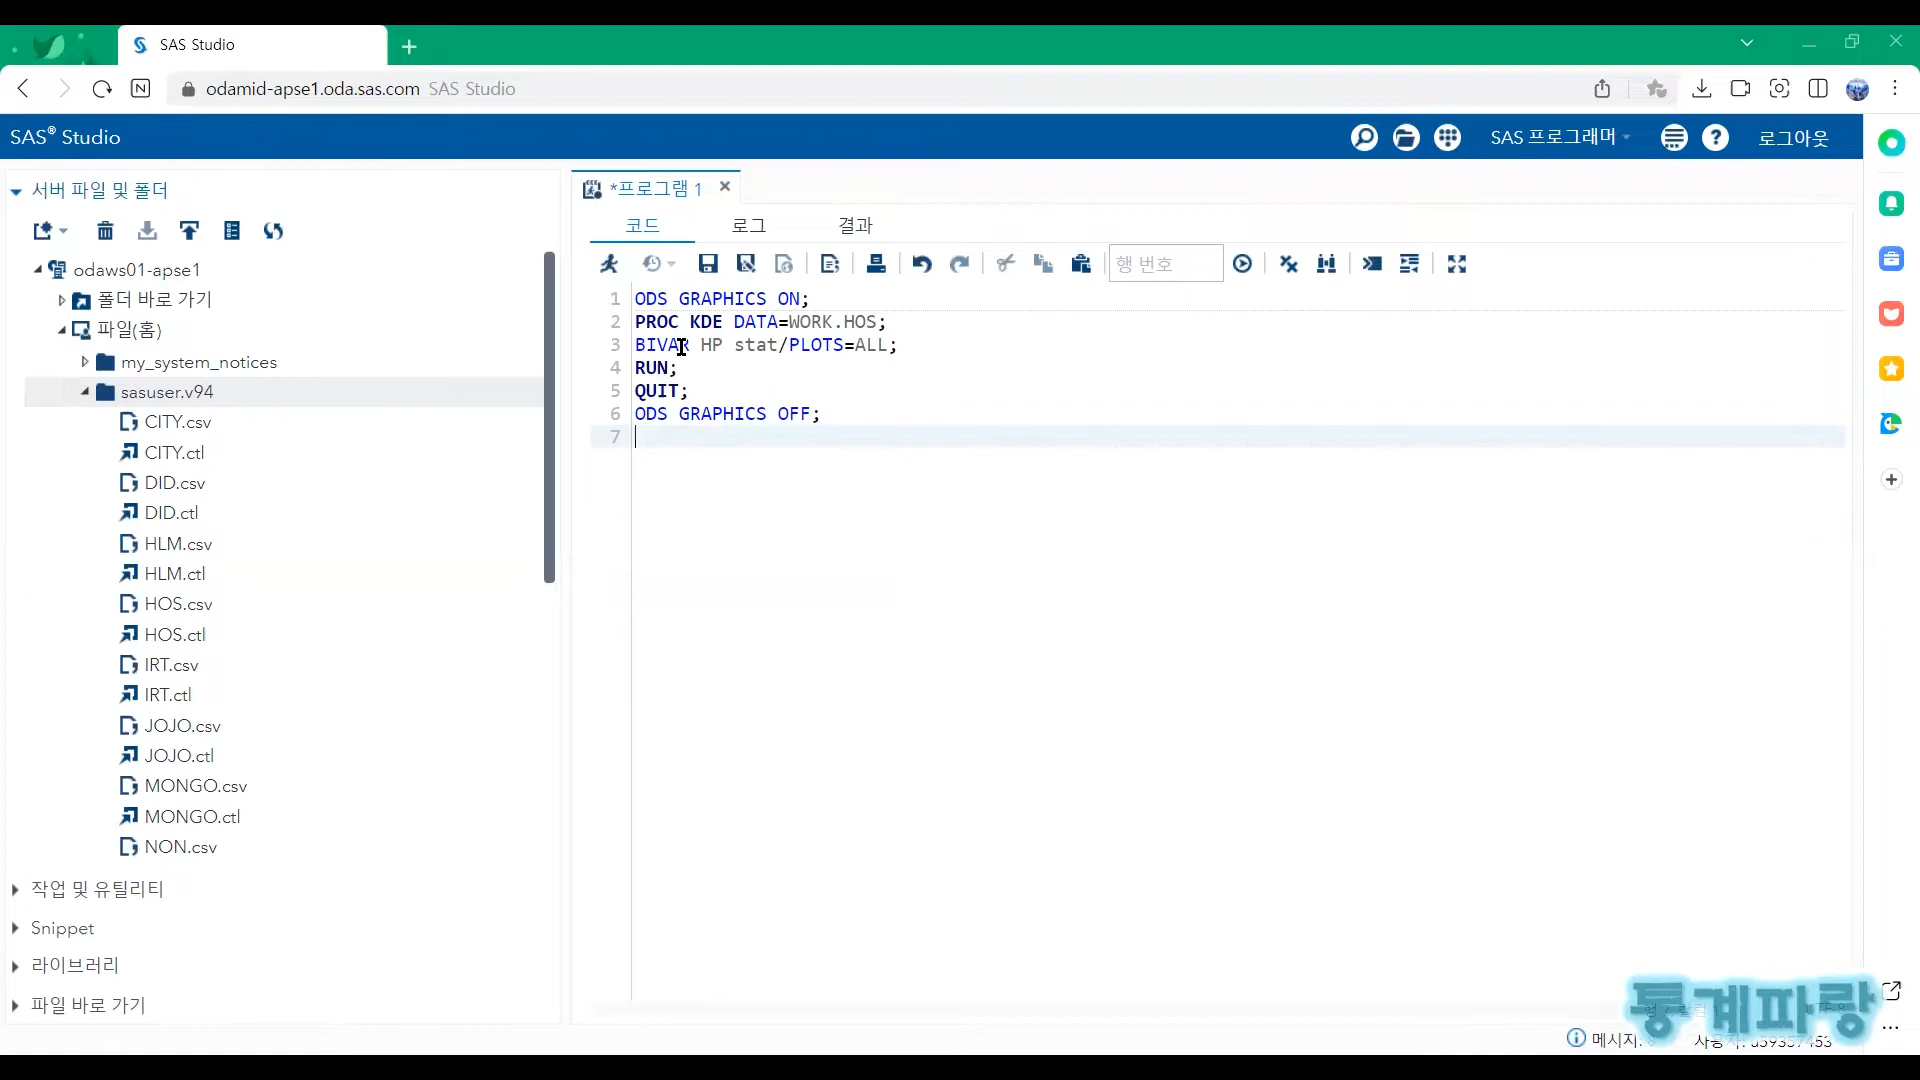 SAS Studio
odamid-apse1.oda.sas.com SAS Studio
SAS® Studio
SAS 프로그래머
로그아웃
서버 파일 및 폴더
odaws01-apse1
폴더 바로 가기
파일(홈)
my_system_notices
sasuser.v94
CITY.csv
CITY.ctl
DID.csv
DID.ctl
HLM.csv
HLM.ctl
HOS.csv
HOS.ctl
IRT.csv
IRT.ctl
JOJO.csv
JOJO.ctl
MONGO.csv
MONGO.ctl
NON.csv
작업 및 유틸리티
Snippet
라이브러리
파일 바로 가기
*프로그램 1
코드 로그 결과
행 번호
1 ODS GRAPHICS ON;
2 PROC KDE DATA=WORK.HOS;
3 BIVAR HP stat/PLOTS=ALL;
4 RUN;
5 QUIT;
6 ODS GRAPHICS OFF;
7
통계파랑
메시지: